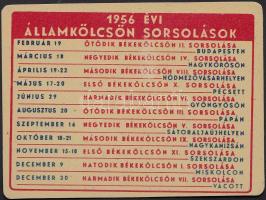 1956 ÉVI
ÁLLAMKÖLCSÖN SORSOLÁSOK
FEBRUÁR 19 ÖTÖDIK BÉKEKÖLCSÖN II. SORSOLÁSA
BUDAPESTEN
MÁRCIUS 18 NEGYEDIK BÉKEKÖLCSÖN IV. SORSOLÁSA
NAGYKŐRÖSÖN
ÁPRILIS 19-22 MÁSODIK BÉKEKÖLCSÖN VIII. SORSOLÁSA
HÓDMEZŐVÁSÁRHELYEN
MÁJUS 17-20 ELSŐ BÉKEKÖLCSÖN X. SORSOLÁSA
PÉCSETT
JÚNIUS 29 HARMADIK BÉKEKÖLCSÖN VI. SORSOLÁSA
GYÖNGYÖSÖN
AUGUSZTUS 20 ÖTÖDIK BÉKEKÖLCSÖN III. SORSOLÁSA
PÁPÁN
SZEPTEMBER 16 NEGYEDIK BÉKEKÖLCSÖN V. SORSOLÁSA
SÁTORALJAÚJHELYEN
OKTÓBER 18-21 MÁSODIK BÉKEKÖLCSÖN IX. SORSOLÁSA
NAGYKANIZSÁN
NOVEMBER 15-18 ELSŐ BÉKEKÖLCSÖN XI. SORSOLÁSA
SZEKSZÁRDON
DECEMBER 9 HATODIK BÉKEKÖLCSÖN I. SORSOLÁSA
MISKOLCON
DECEMBER 30 HARMADIK BÉKEKÖLCSÖN VII. SORSOLÁSA
VÁCOTT